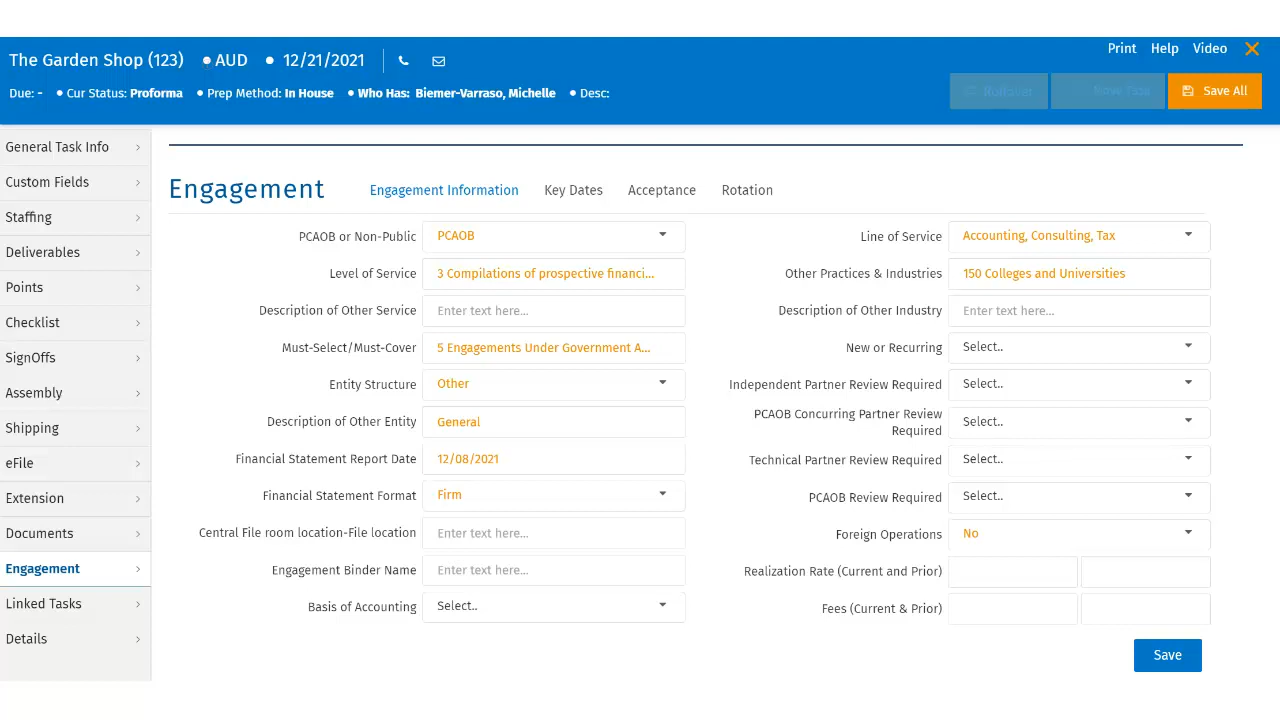 The Garden Shop (123) ● AUD ● 12/21/2021
Print Help Video
Due: - ● Cur Status: Proforma ● Prep Method: In House ● Who Has: Biemer-Varraso, Michelle ● Desc:
Rollover Save Task Save All
General Task Info
Custom Fields
Staffing
Deliverables
Points
Checklist
SignOffs
Assembly
Shipping
eFile
Extension
Documents
Engagement
Linked Tasks
Details
Engagement Engagement Information Key Dates Acceptance Rotation
PCAOB or Non-Public PCAOB
Level of Service 3 Compilations of prospective financi...
Description of Other Service Enter text here...
Must-Select/Must-Cover 5 Engagements Under Government A...
Entity Structure Other
Description of Other Entity General
Financial Statement Report Date 12/08/2021
Financial Statement Format Firm
Central File room location-File location Enter text here...
Engagement Binder Name Enter text here...
Basis of Accounting Select..
Line of Service Accounting, Consulting, Tax
Other Practices & Industries 150 Colleges and Universities
Description of Other Industry Enter text here...
New or Recurring Select..
Independent Partner Review Required Select..
PCAOB Concurring Partner Review
Required Select..
Technical Partner Review Required Select..
PCAOB Review Required Select..
Foreign Operations No
Realization Rate (Current and Prior)
Fees (Current & Prior)
Save